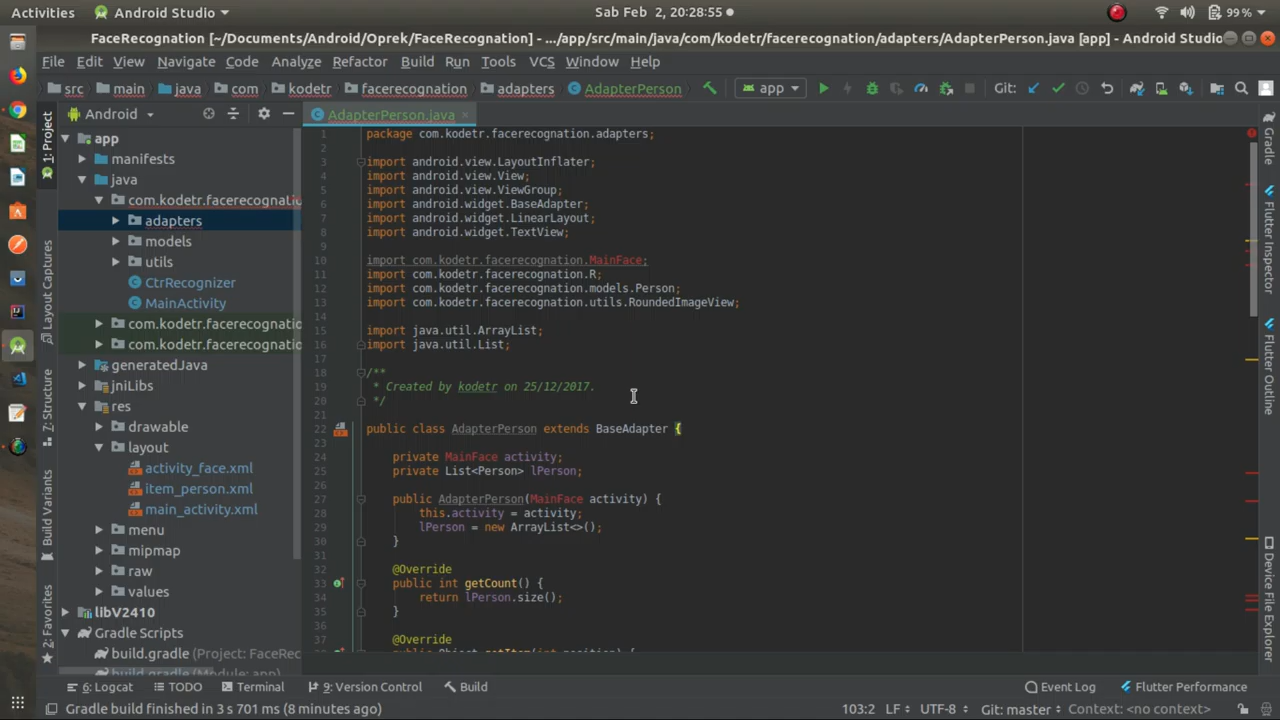 Activities Android Studio Sab Feb 2, 20:28:55 99 %
FaceRecognation [~/Documents/Android/Oprek/FaceRecognation] - .../app/src/main/java/com/kodetr/facerecognation/adapters/AdapterPerson.java [app] - Android Studio
File Edit View Navigate Code Analyze Refactor Build Run Tools VCS Window Help
src main java com kodetr facerecognation adapters AdapterPerson app Git:
Android AdapterPerson.java
1: Project
Layout Captures
7: Structure
Build Variants
2: Favorites
app
manifests
java
com.kodetr.facerecognatio
adapters
models
utils
CtrRecognizer
MainActivity
com.kodetr.facerecognatio
com.kodetr.facerecognatio
generatedJava
jniLibs
res
drawable
layout
activity_face.xml
item_person.xml
main_activity.xml
menu
mipmap
raw
values
libV2410
Gradle Scripts
build.gradle (Project: FaceRec
build.gradle (Module: app)
1 package com.kodetr.facerecognation.adapters;
2
3 import android.view.LayoutInflater;
4 import android.view.View;
5 import android.view.ViewGroup;
6 import android.widget.BaseAdapter;
7 import android.widget.LinearLayout;
8 import android.widget.TextView;
9
10 import com.kodetr.facerecognation.MainFace;
11 import com.kodetr.facerecognation.R;
12 import com.kodetr.facerecognation.models.Person;
13 import com.kodetr.facerecognation.utils.RoundedImageView;
14
15 import java.util.ArrayList;
16 import java.util.List;
17
18 /**
19 * Created by kodetr on 25/12/2017.
20 */
21
22 public class AdapterPerson extends BaseAdapter {
23
24 private MainFace activity;
25 private List<Person> lPerson;
26
27 public AdapterPerson(MainFace activity) {
28 this.activity = activity;
29 lPerson = new ArrayList<>();
30 }
31
32 @Override
33 public int getCount() {
34 return lPerson.size();
35 }
36
37 @Override
public Object getItem(int position) {
Gradle
Flutter Inspector
Flutter Outline
Device File Explorer
6: Logcat TODO Terminal 9: Version Control Build Event Log Flutter Performance
Gradle build finished in 3 s 701 ms (8 minutes ago) 103:2 LF UTF-8 Git: master Context: <no context>